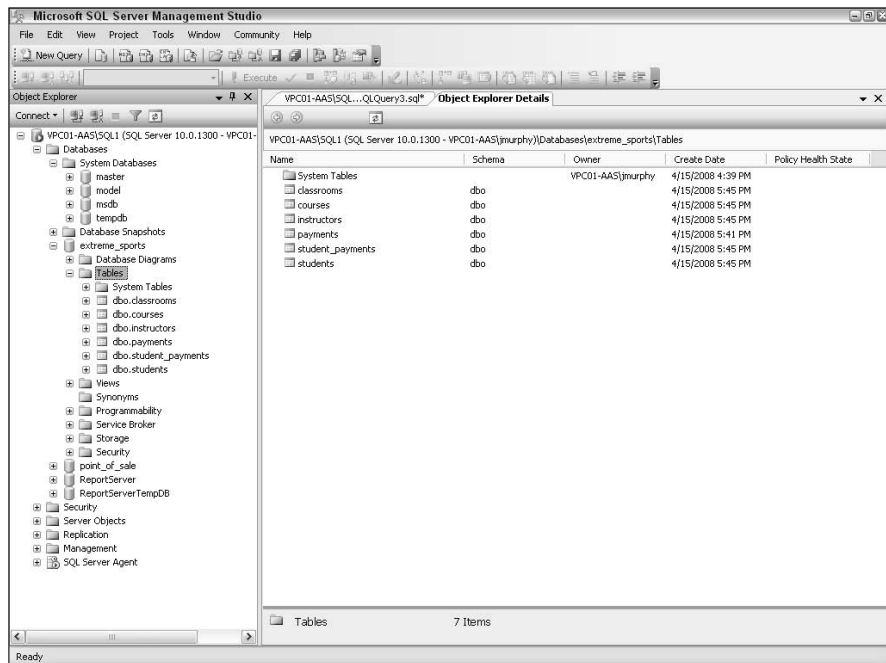 Microsoft SQL Server Management Studio
File Edit View Project Tools Window Community Help
New Query
Execute
Object Explorer
Connect
VPC01-AAS\SQL1 (SQL Server 10.0.1300 - VPC01-
Databases
System Databases
master
model
msdb
tempdb
Database Snapshots
extreme_sports
Database Diagrams
Tables
System Tables
dbo.classrooms
dbo.courses
dbo.instructors
dbo.payments
dbo.student_payments
dbo.students
Views
Synonyms
Programmability
Service Broker
Storage
Security
point_of_sale
ReportServer
ReportServerTempDB
Security
Server Objects
Replication
Management
SQL Server Agent
VPC01-AAS\SQL...QLQuery3.sql* Object Explorer Details
VPC01-AAS\SQL1 (SQL Server 10.0.1300 - VPC01-AAS\jmurphy)\Databases\extreme_sports\Tables
Name Schema Owner Create Date Policy Health State
System Tables VPC01-AAS\jmurphy 4/15/2008 4:39 PM
classrooms dbo 4/15/2008 5:45 PM
courses dbo 4/15/2008 5:45 PM
instructors dbo 4/15/2008 5:45 PM
payments dbo 4/15/2008 5:41 PM
student_payments dbo 4/15/2008 5:45 PM
students dbo 4/15/2008 5:45 PM
Tables 7 Items
Ready